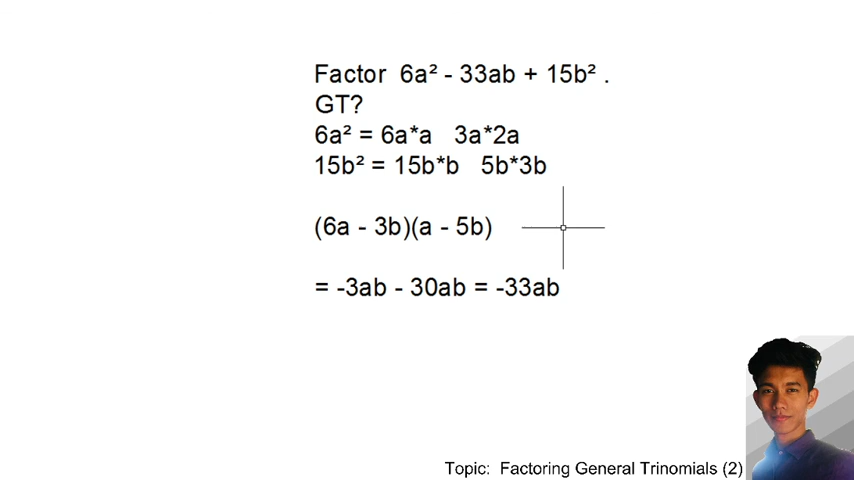 Factor 6a² - 33ab + 15b² .
GT?
6a² = 6a*a 3a*2a
15b² = 15b*b 5b*3b
(6a - 3b)(a - 5b)
= -3ab - 30ab = -33ab
Topic: Factoring General Trinomials (2)